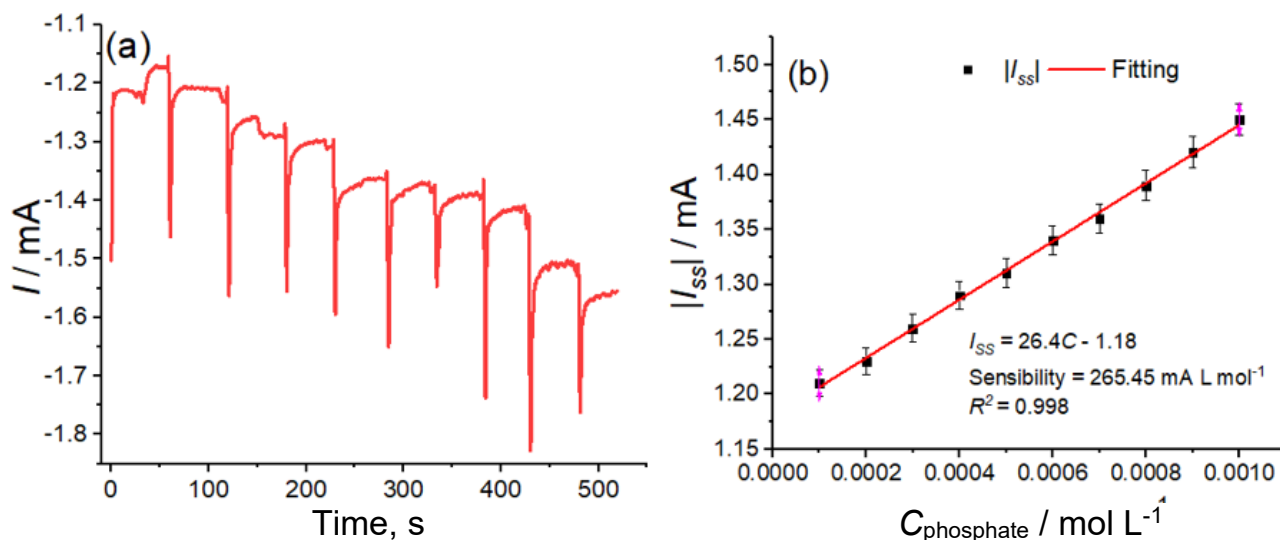 (a)
I / mA
-1.1
-1.2
-1.3
-1.4
-1.5
-1.6
-1.7
-1.8
0
100
200
300
400
500
Time, s
(b)
|Iss| / mA
1.50
1.45
1.40
1.35
1.30
1.25
1.20
1.15
|Iss| Fitting
ISS = 26.4C - 1.18
Sensibility = 265.45 mA L mol-1
R2 = 0.998
0.0000
0.0002
0.0004
0.0006
0.0008
0.0010
Cphosphate / mol L-1